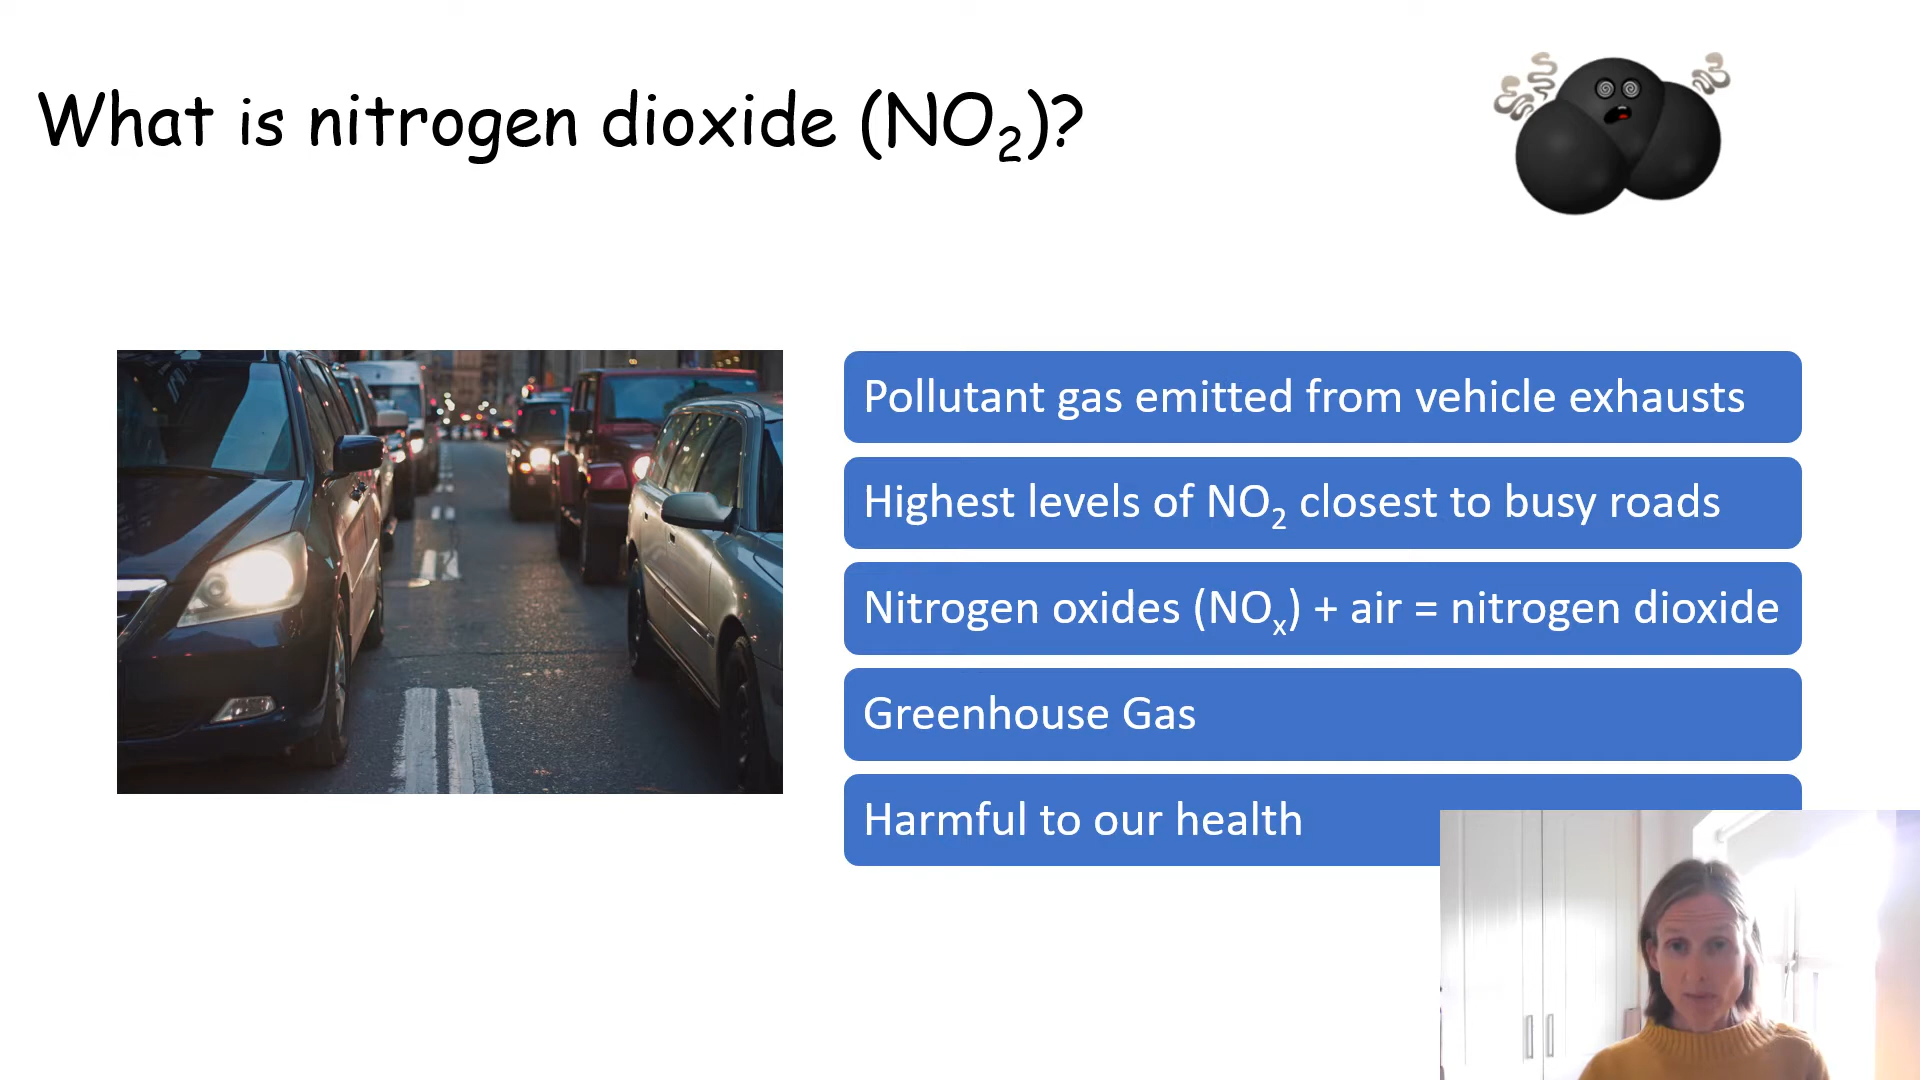 What is nitrogen dioxide (NO₂)?
Pollutant gas emitted from vehicle exhausts
Highest levels of NO₂ closest to busy roads
Nitrogen oxides (NOₓ) + air = nitrogen dioxide
Greenhouse Gas
Harmful to our health